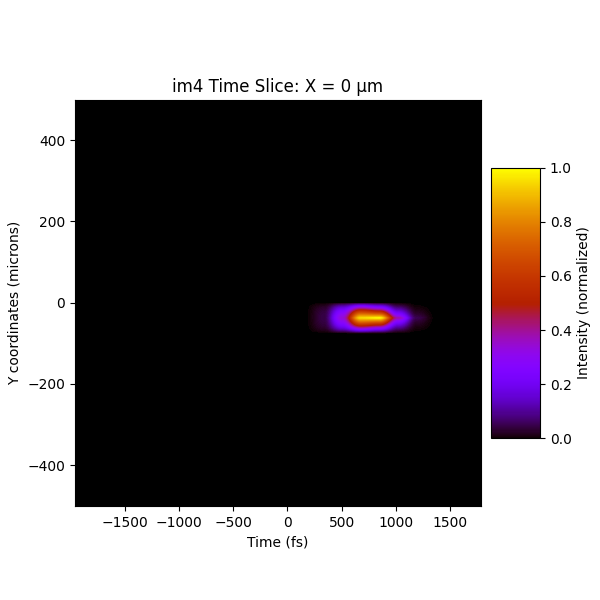 im4 Time Slice: X = 0 μm
400
200
0
−200
−400
Y coordinates (microns)
−1500 −1000 −500 0 500 1000 1500
Time (fs)
1.0
0.8
0.6
0.4
0.2
0.0
Intensity (normalized)